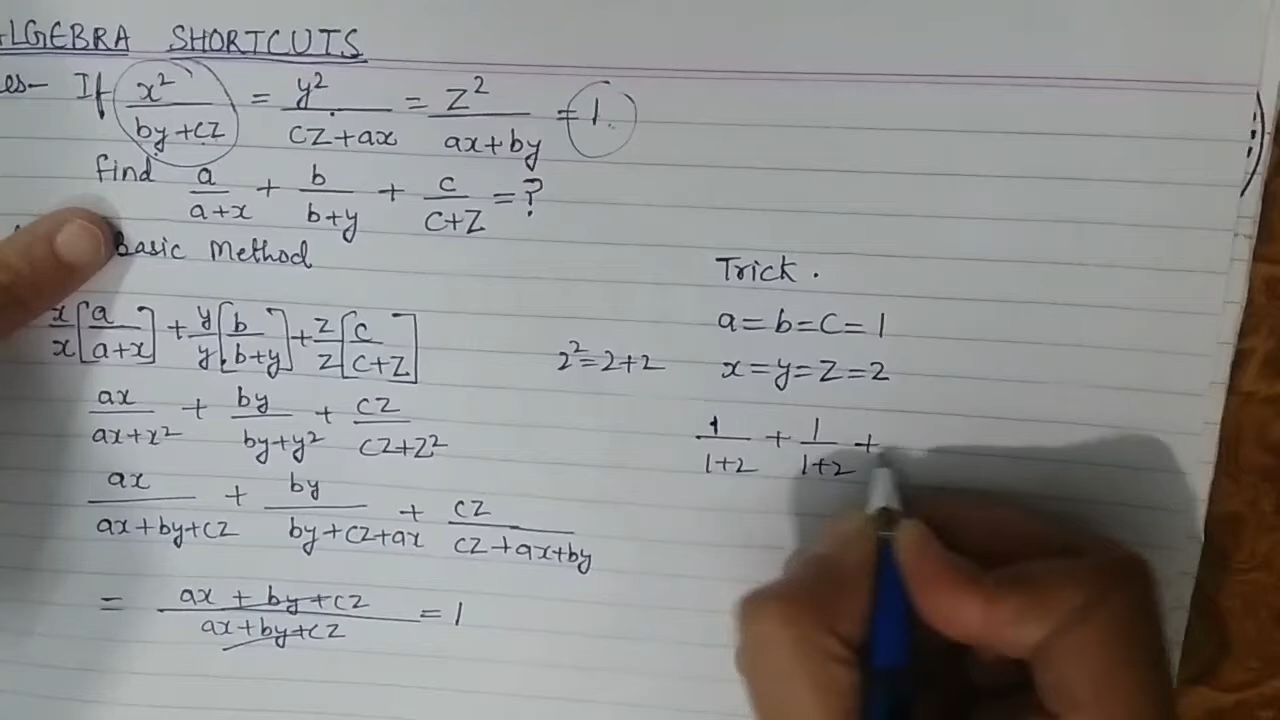 LGEBRA SHORTCUTS
es- If x²/(by+cz) = y²/(cz+ax) = z²/(ax+by) = 1.
find a/(a+x) + b/(b+y) + c/(c+z) = ?
Basic Method
x/x[a/(a+x)] + y/y[b/(b+y)] + z/z[c/(c+z)]
ax/(ax+x²) + by/(by+y²) + cz/(cz+z²)
ax/(ax+by+cz) + by/(by+cz+ax) + cz/(cz+ax+by)
= (ax+by+cz)/(ax+by+cz) = 1
2²=2+2
Trick.
a=b=c=1
x=y=z=2
1/(1+2) + 1/(1+2) +